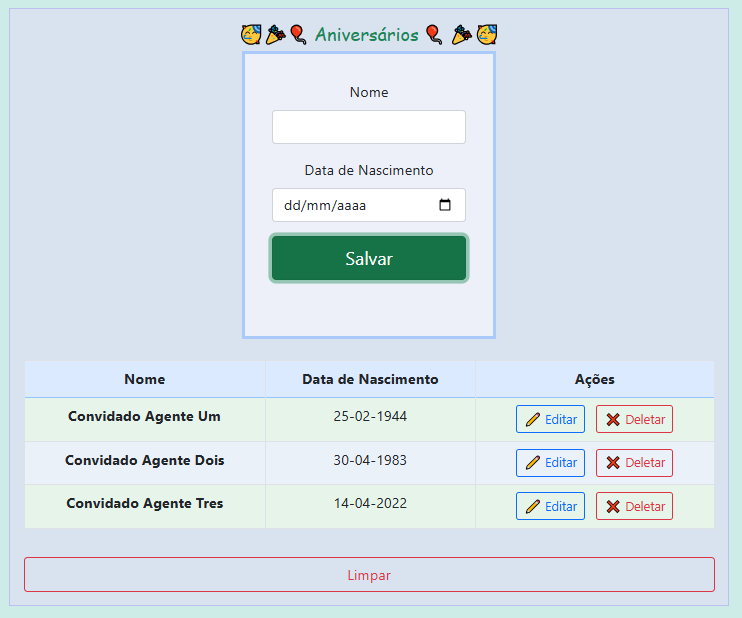 🥳🎉🎈 Aniversários 🎈 🎉🥳
Nome
Data de Nascimento
dd/mm/aaaa
Salvar
Nome Data de Nascimento Ações
Convidado Agente Um 25-02-1944 Editar Deletar
Convidado Agente Dois 30-04-1983 Editar Deletar
Convidado Agente Tres 14-04-2022 Editar Deletar
Limpar